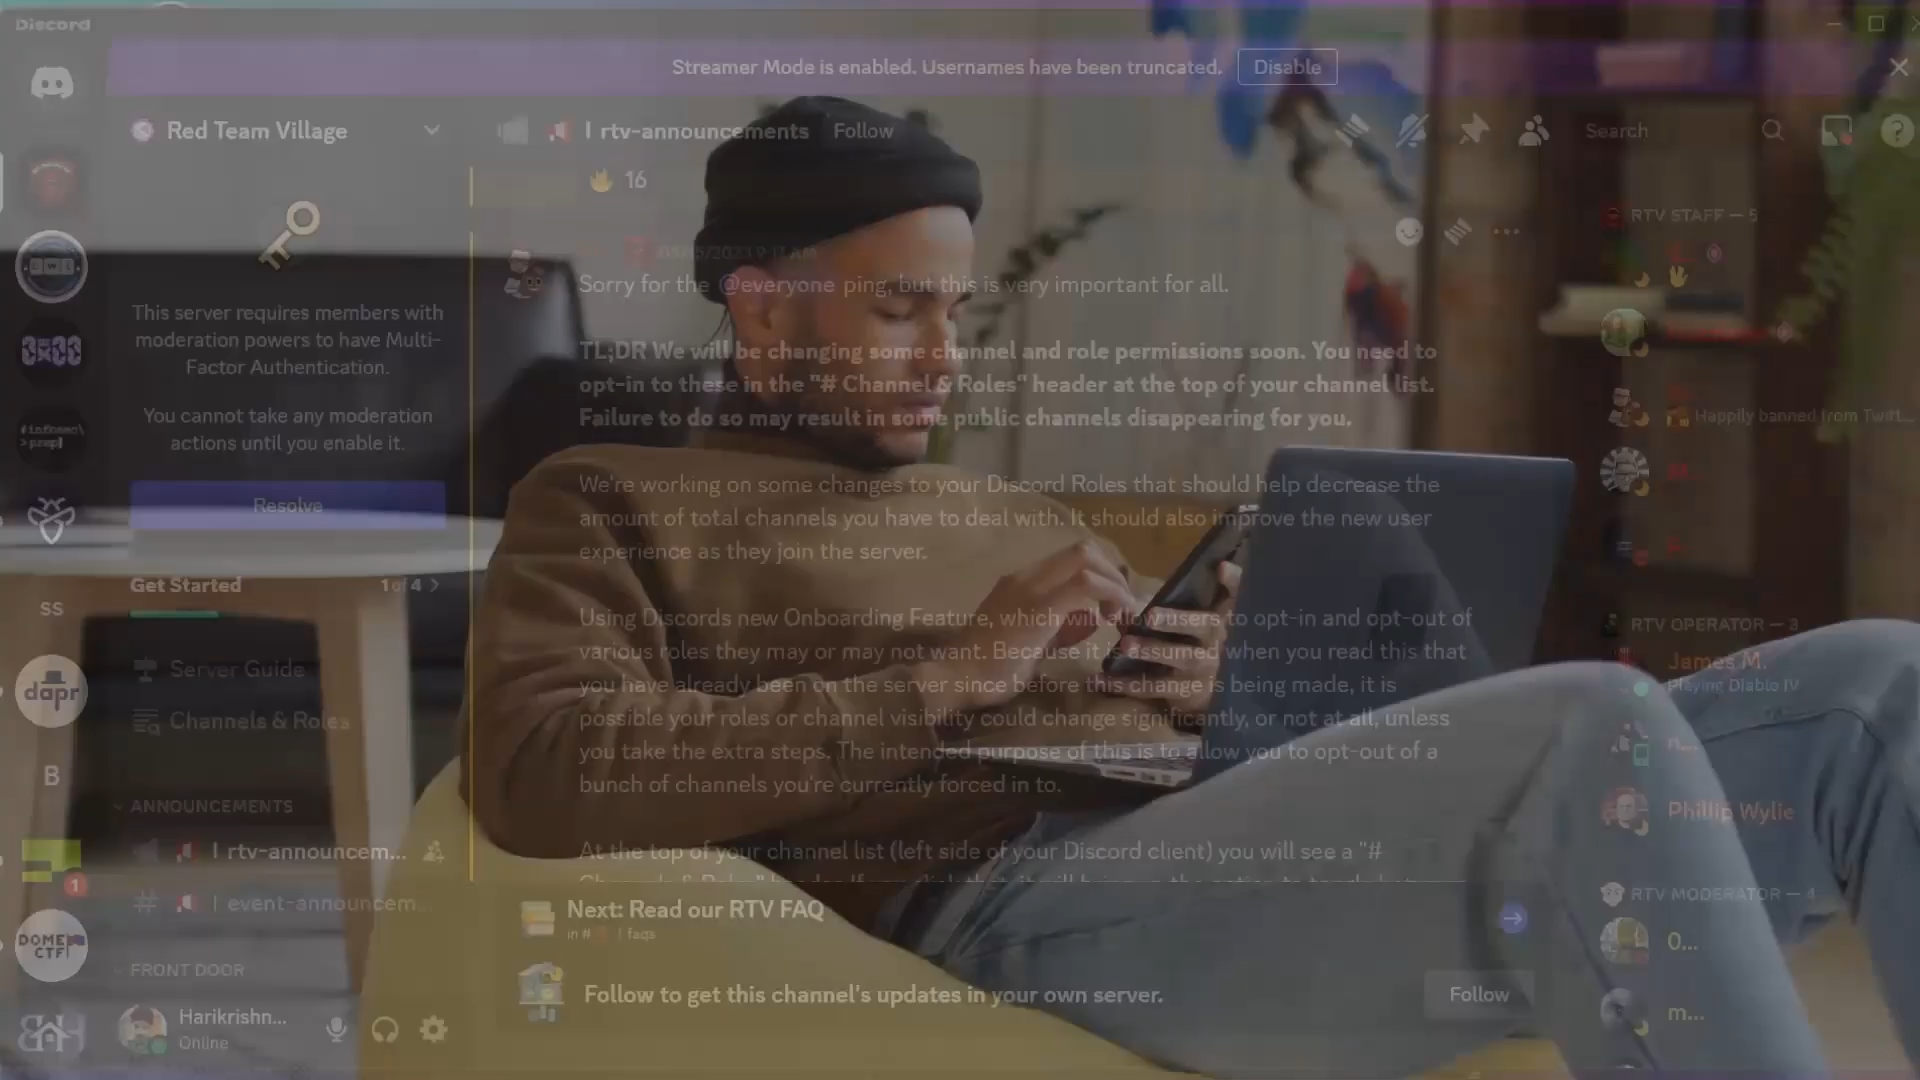 Discord
Streamer Mode is enabled. Usernames have been truncated.
Disable
Red Team Village
This server requires members with
moderation powers to have Multi-
Factor Authentication.
You cannot take any moderation
actions until you enable it.
Resolve
Get Started
1 of 4
Server Guide
Channels & Roles
ANNOUNCEMENTS
| rtv-announcem...
# | event-announcem...
FRONT DOOR
Harikrishn...
Online
SS
dapr
B
1
DOME
CTF
| rtv-announcements
Follow
Search
16
05/15/2023 9:17 AM
Sorry for the @everyone ping, but this is very important for all.
TL;DR We will be changing some channel and role permissions soon. You need to
opt-in to these in the "# Channel & Roles" header at the top of your channel list.
Failure to do so may result in some public channels disappearing for you.
We're working on some changes to your Discord Roles that should help decrease the
amount of total channels you have to deal with. It should also improve the new user
experience as they join the server.
Using Discords new Onboarding Feature, which will allow users to opt-in and opt-out of
various roles they may or may not want. Because it is assumed when you read this that
you have already been on the server since before this change is being made, it is
possible your roles or channel visibility could change significantly, or not at all, unless
you take the extra steps. The intended purpose of this is to allow you to opt-out of a
bunch of channels you're currently forced in to.
At the top of your channel list (left side of your Discord client) you will see a "#
Next: Read our RTV FAQ
in # | faqs
Follow to get this channel's updates in your own server.
Follow
RTV STAFF — 5
Happily banned from Twitt...
RTV OPERATOR — 3
James M.
Playing Diablo IV
n...
Phillip Wylie
RTV MODERATOR — 4
0...
m...